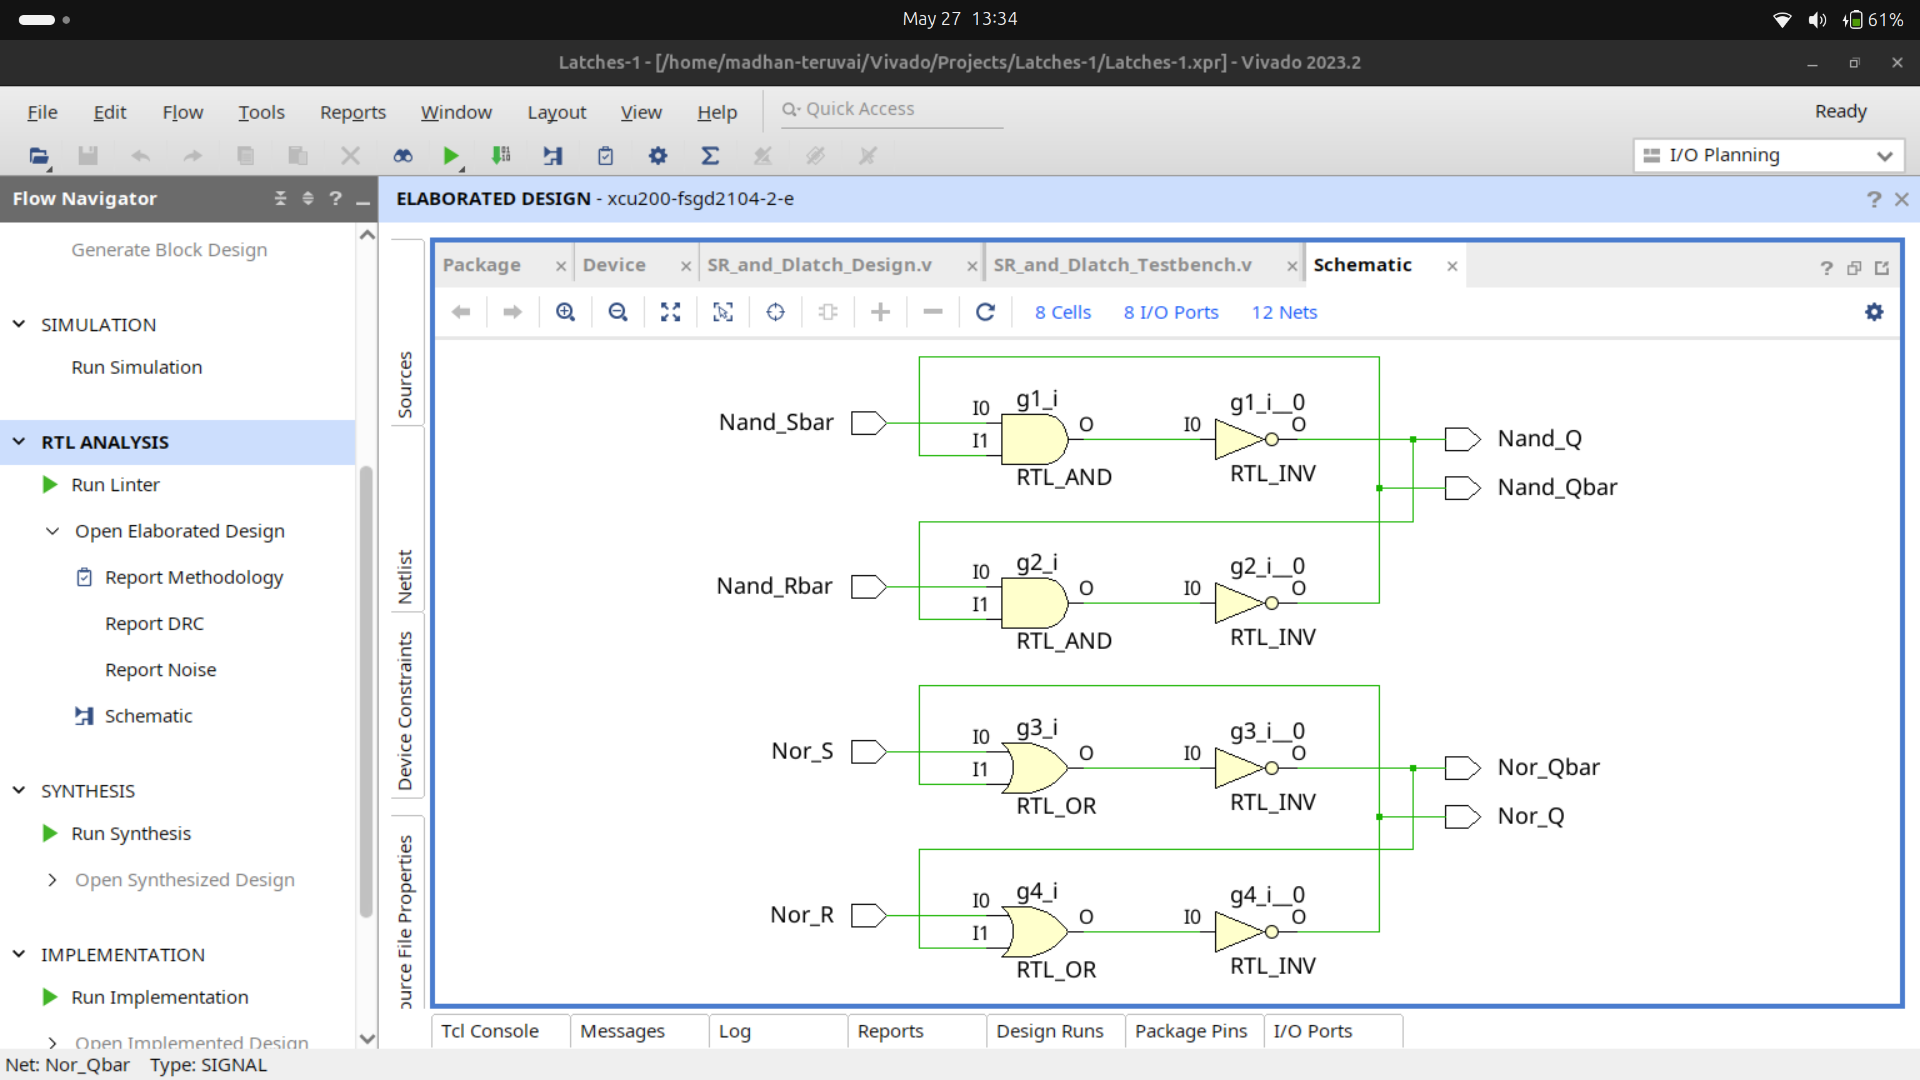 May 27 13:34
61%
Latches-1 - [/home/madhan-teruvai/Vivado/Projects/Latches-1/Latches-1.xpr] - Vivado 2023.2
File Edit Flow Tools Reports Window Layout View Help Quick Access Ready
I/O Planning
Flow Navigator
ELABORATED DESIGN - xcu200-fsgd2104-2-e
Generate Block Design
SIMULATION
Run Simulation
RTL ANALYSIS
Run Linter
Open Elaborated Design
Report Methodology
Report DRC
Report Noise
Schematic
SYNTHESIS
Run Synthesis
Open Synthesized Design
IMPLEMENTATION
Run Implementation
Open Implemented Design
Sources
Netlist
Device Constraints
ource File Properties
Package Device SR_and_Dlatch_Design.v SR_and_Dlatch_Testbench.v Schematic
8 Cells 8 I/O Ports 12 Nets
Nand_Sbar I0 I1 g1_i O RTL_AND I0 g1_i__0 O RTL_INV Nand_Q
Nand_Qbar
Nand_Rbar I0 I1 g2_i O RTL_AND I0 g2_i__0 O RTL_INV
Nor_S I0 I1 g3_i O RTL_OR I0 g3_i__0 O RTL_INV Nor_Qbar
Nor_Q
Nor_R I0 I1 g4_i O RTL_OR I0 g4_i__0 O RTL_INV
Tcl Console Messages Log Reports Design Runs Package Pins I/O Ports
Net: Nor_Qbar Type: SIGNAL